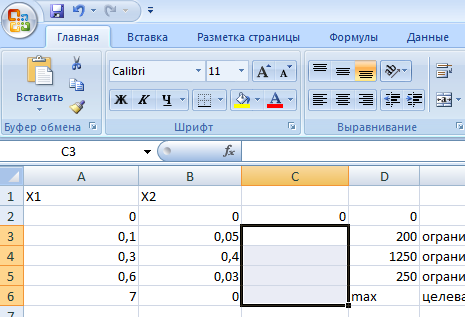 Главная Вставка Разметка страницы Формулы Данные
Вставить
Calibri 11 A A
Ж К Ч А
Буфер обмена Шрифт Выравнивание
C3 fx
A B C D
1 X1 X2
2 0 0 0 0
3 0,1 0,05 200 ограни
4 0,3 0,4 1250 ограни
5 0,6 0,03 250 ограни
6 7 0 max целева
7